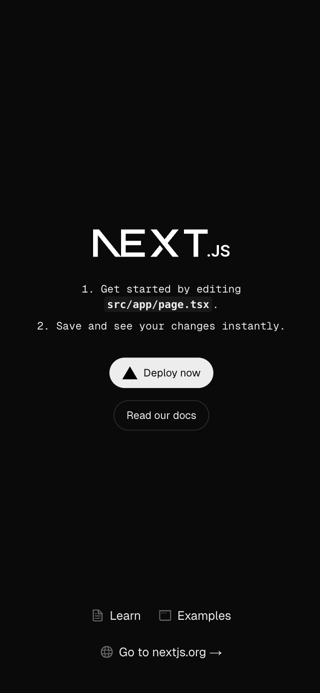 NEXT.JS
1. Get started by editing
src/app/page.tsx.
2. Save and see your changes instantly.
Deploy now
Read our docs
Learn
Examples
Go to nextjs.org →